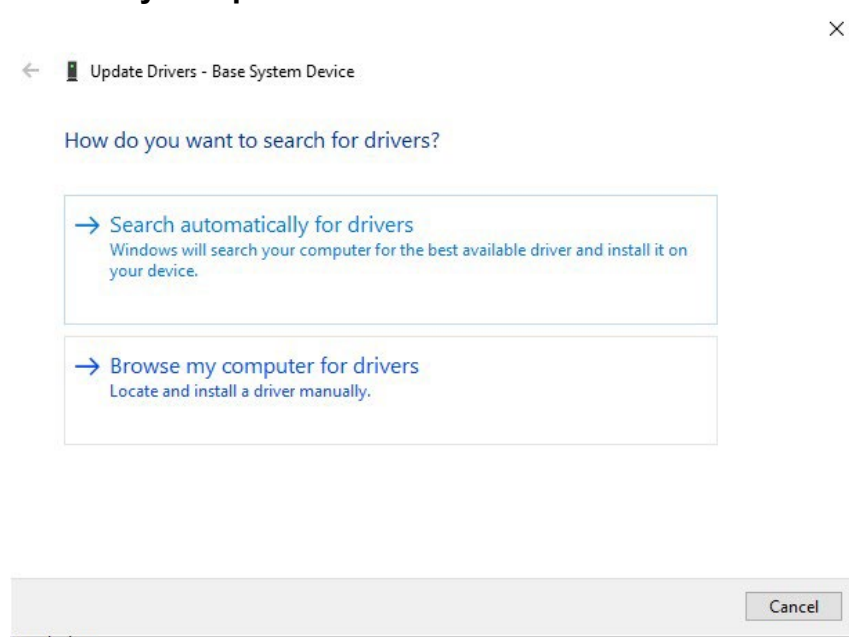 Update Drivers - Base System Device
How do you want to search for drivers?
Search automatically for drivers
Windows will search your computer for the best available driver and install it on
your device.
Browse my computer for drivers
Locate and install a driver manually.
Cancel